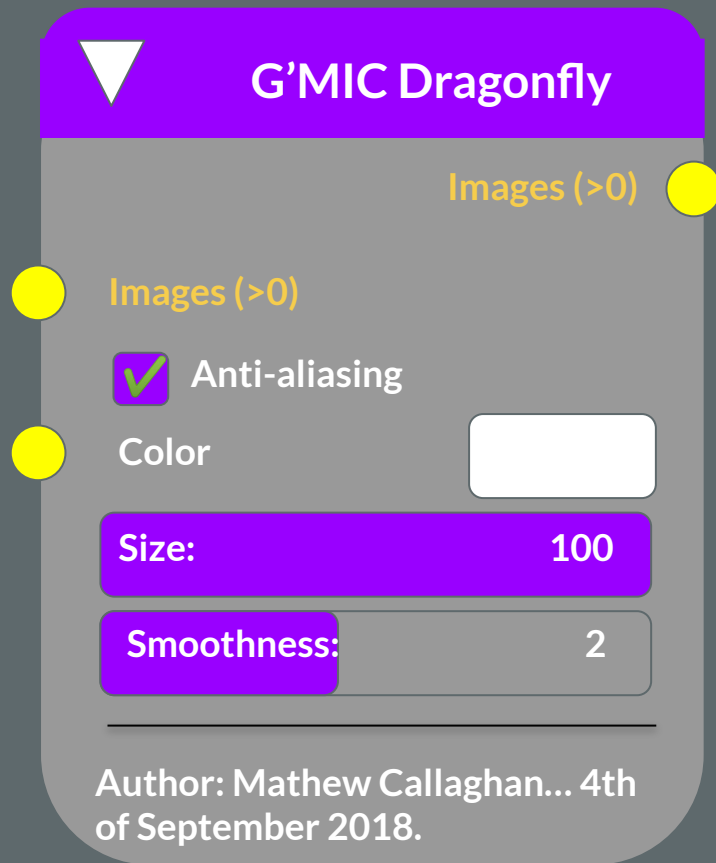 G’MIC Dragonfly
Images (>0)
Images (>0)
Anti-aliasing
Color
Size: 100
Smoothness: 2
Author: Mathew Callaghan... 4th
of September 2018.